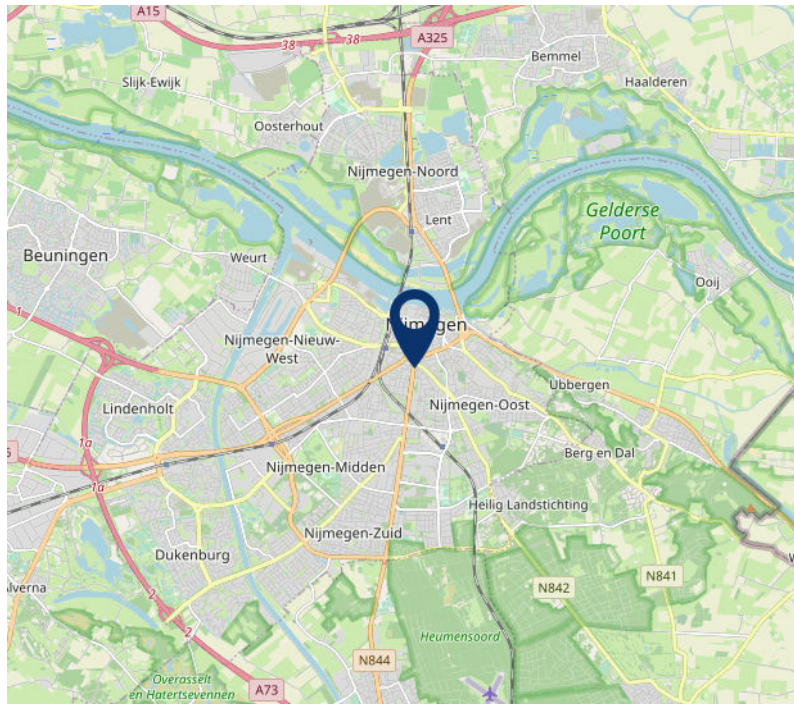 A15
38
38
A325
Bemmel
Slijk-Ewijk
Haalderen
Oosterhout
Nijmegen-Noord
Lent
Gelderse
Poort
Beuningen
Weurt
Ooij
1
Nijmegen
Nijmegen-Nieuw-
West
Ubbergen
Lindenholt
Nijmegen-Oost
1a
Berg en Dal
Nijmegen-Midden
1a
Heilig Landstichting
Nijmegen-Zuid
Dukenburg
N842
N841
2
2
Heumensoord
N844
Overasselt
en Hatertsevennen
A73